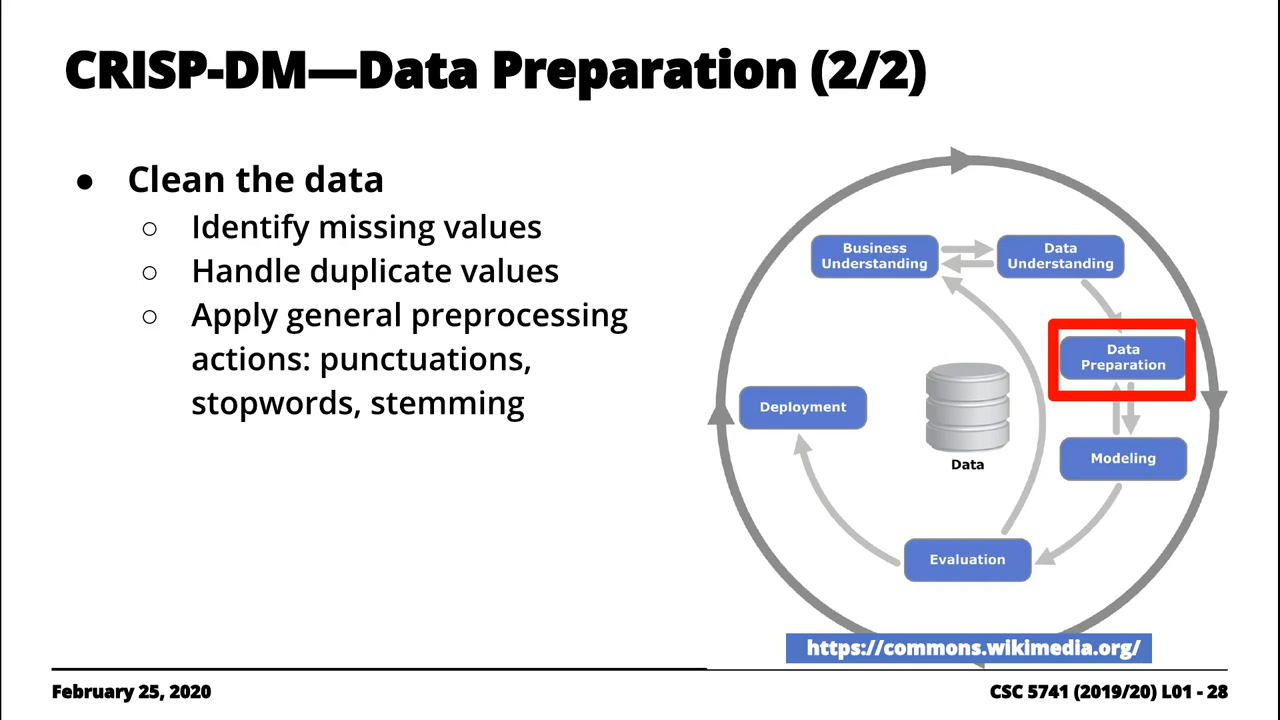 CRISP-DM—Data Preparation (2/2)
● Clean the data
○ Identify missing values
○ Handle duplicate values
○ Apply general preprocessing
actions: punctuations,
stopwords, stemming
Business
Understanding
Data
Understanding
Data
Preparation
Deployment
Data
Modeling
Evaluation
https://commons.wikimedia.org/
February 25, 2020
CSC 5741 (2019/20) L01 - 28